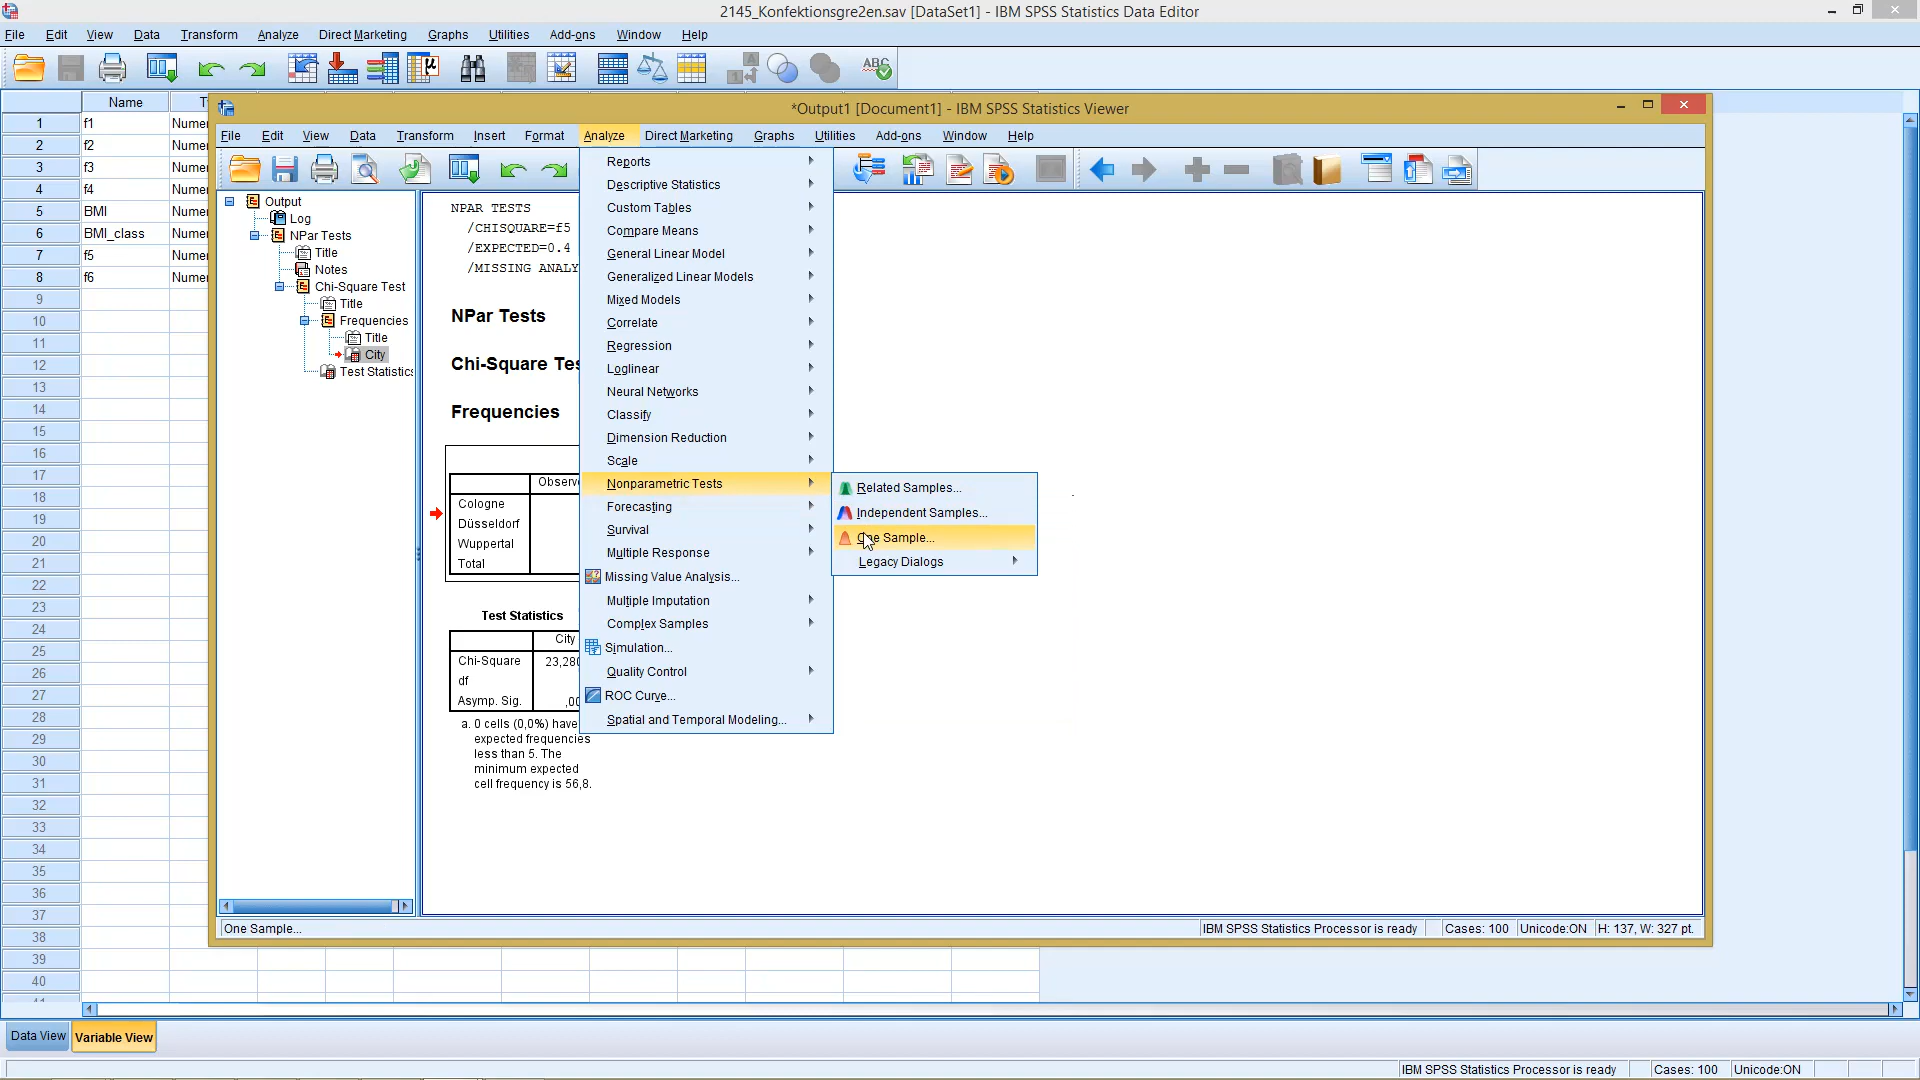 2145_Konfektionsgre2en.sav [DataSet1] - IBM SPSS Statistics Data Editor
File Edit View Data Transform Analyze Direct Marketing Graphs Utilities Add-ons Window Help
Name
1 f1 Numer
2 f2 Numer
3 f3 Numer
4 f4 Numer
5 BMI Numer
6 BMI_class Numer
7 f5 Numer
8 f6 Numer
9
10
11
12
13
14
15
16
17
18
19
20
21
22
23
24
25
26
27
28
29
30
31
32
33
34
35
36
37
38
39
40
*Output1 [Document1] - IBM SPSS Statistics Viewer
File Edit View Data Transform Insert Format Analyze Direct Marketing Graphs Utilities Add-ons Window Help
Output
Log
NPar Tests
Title
Notes
Chi-Square Test
Title
Frequencies
Title
City
Test Statistics
NPAR TESTS
/CHISQUARE=f5
/EXPECTED=0.4
/MISSING ANALY
NPar Tests
Chi-Square Tes
Frequencies
Observe
Cologne
Düsseldorf
Wuppertal
Total
Test Statistics
City
Chi-Square 23,280
df
Asymp. Sig. ,00
a. 0 cells (0,0%) have
expected frequencies
less than 5. The
minimum expected
cell frequency is 56,8.
Reports
Descriptive Statistics
Custom Tables
Compare Means
General Linear Model
Generalized Linear Models
Mixed Models
Correlate
Regression
Loglinear
Neural Networks
Classify
Dimension Reduction
Scale
Nonparametric Tests
Forecasting
Survival
Multiple Response
Missing Value Analysis...
Multiple Imputation
Complex Samples
Simulation...
Quality Control
ROC Curve...
Spatial and Temporal Modeling...
Related Samples...
Independent Samples...
One Sample...
Legacy Dialogs
One Sample... IBM SPSS Statistics Processor is ready Cases: 100 Unicode:ON H: 137, W: 327 pt.
Data View Variable View
IBM SPSS Statistics Processor is ready Cases: 100 Unicode:ON